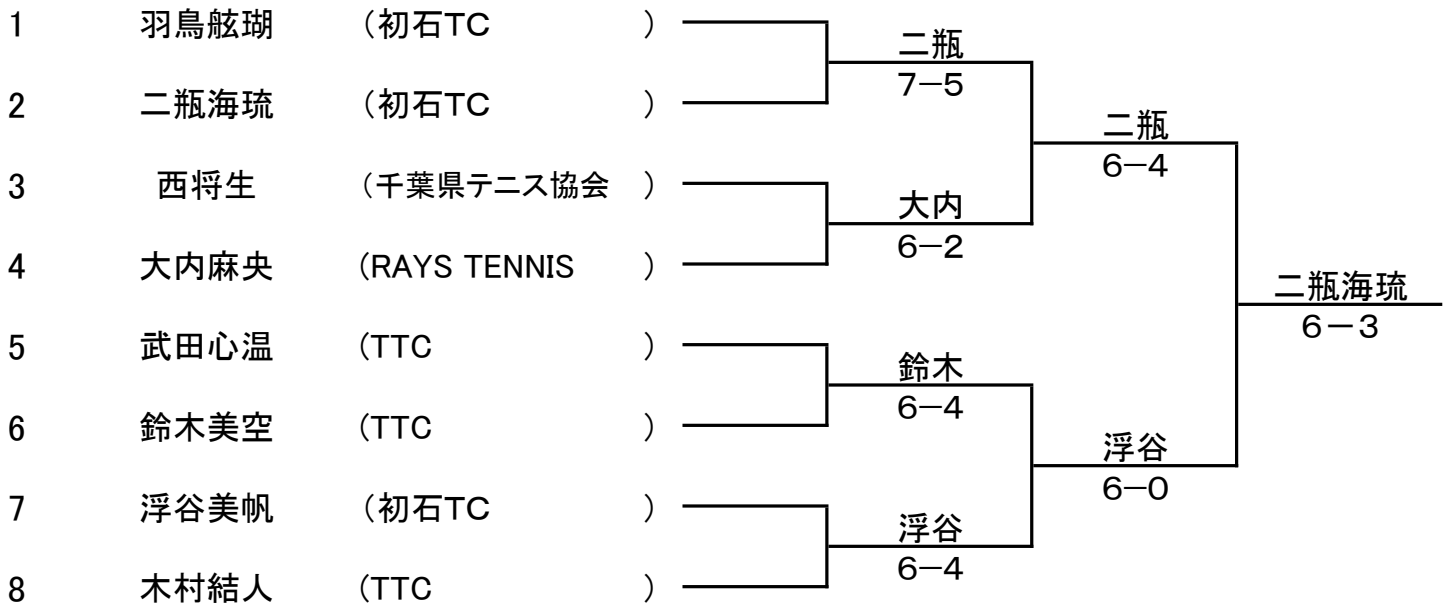 1 羽鳥舷瑚 （初石TC ）
二瓶
7－5
2 二瓶海琉 （初石TC ）
二瓶
6－4
3 西将生 （千葉県テニス協会 ）
大内
6－2
4 大内麻央 （RAYS TENNIS ）
二瓶海琉
6－3
5 武田心温 （TTC ）
鈴木
6－4
6 鈴木美空 （TTC ）
浮谷
6－0
7 浮谷美帆 （初石TC ）
浮谷
6－4
8 木村結人 （TTC ）